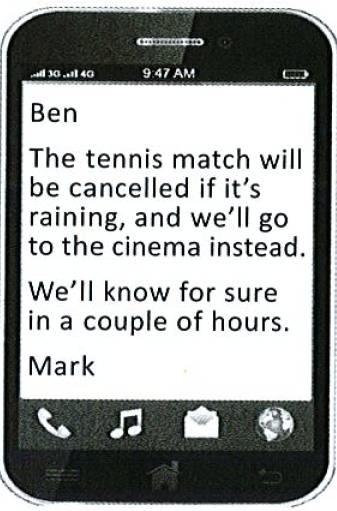 3G 4G 9:47 AM
Ben
The tennis match will
be cancelled if it's
raining, and we'll go
to the cinema instead.
We'll know for sure
in a couple of hours.
Mark